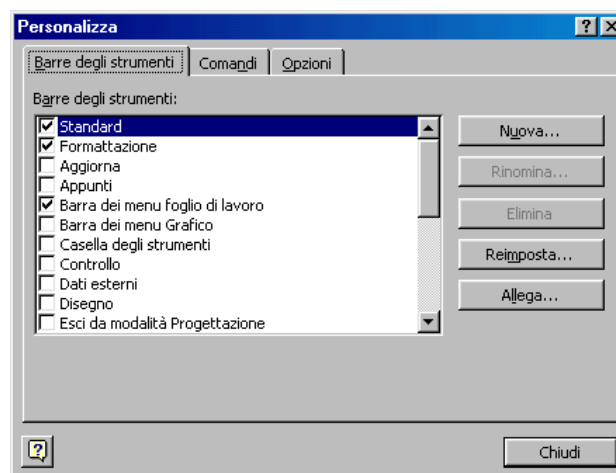 Personalizza
Barre degli strumenti Comandi Opzioni
Barre degli strumenti:
Standard
Formattazione
Aggiorna
Appunti
Barra dei menu foglio di lavoro
Barra dei menu Grafico
Casella degli strumenti
Controllo
Dati esterni
Disegno
Esci da modalità Progettazione
Nuova...
Rinomina...
Elimina
Reimposta...
Allega...
Chiudi